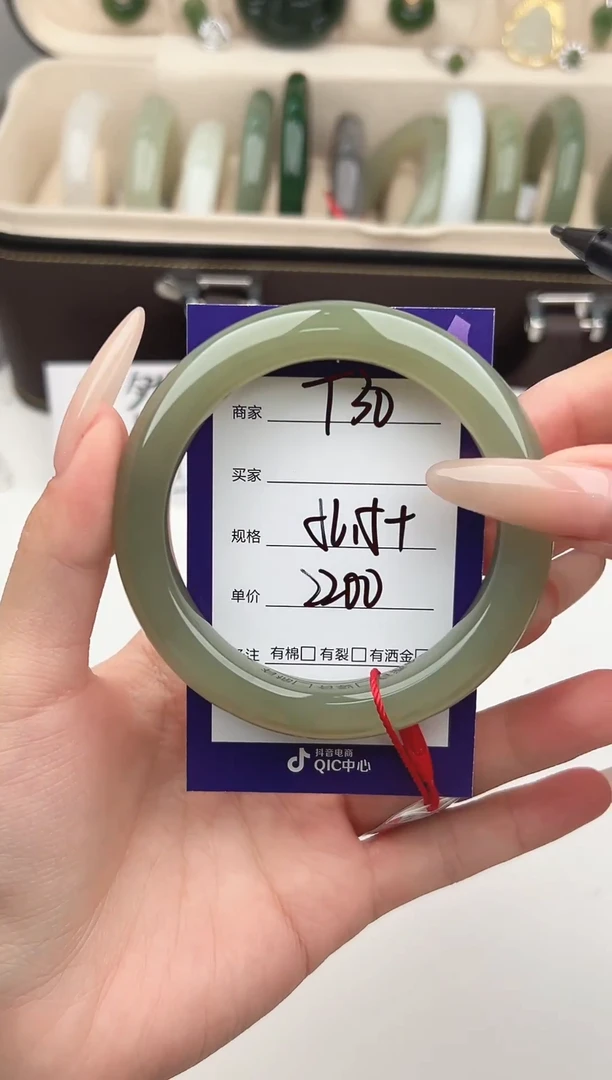 商家 T30
买家
规格
单价 2200
注 有棉□ 有裂□ 有洒金□
抖音电商
QIC中心